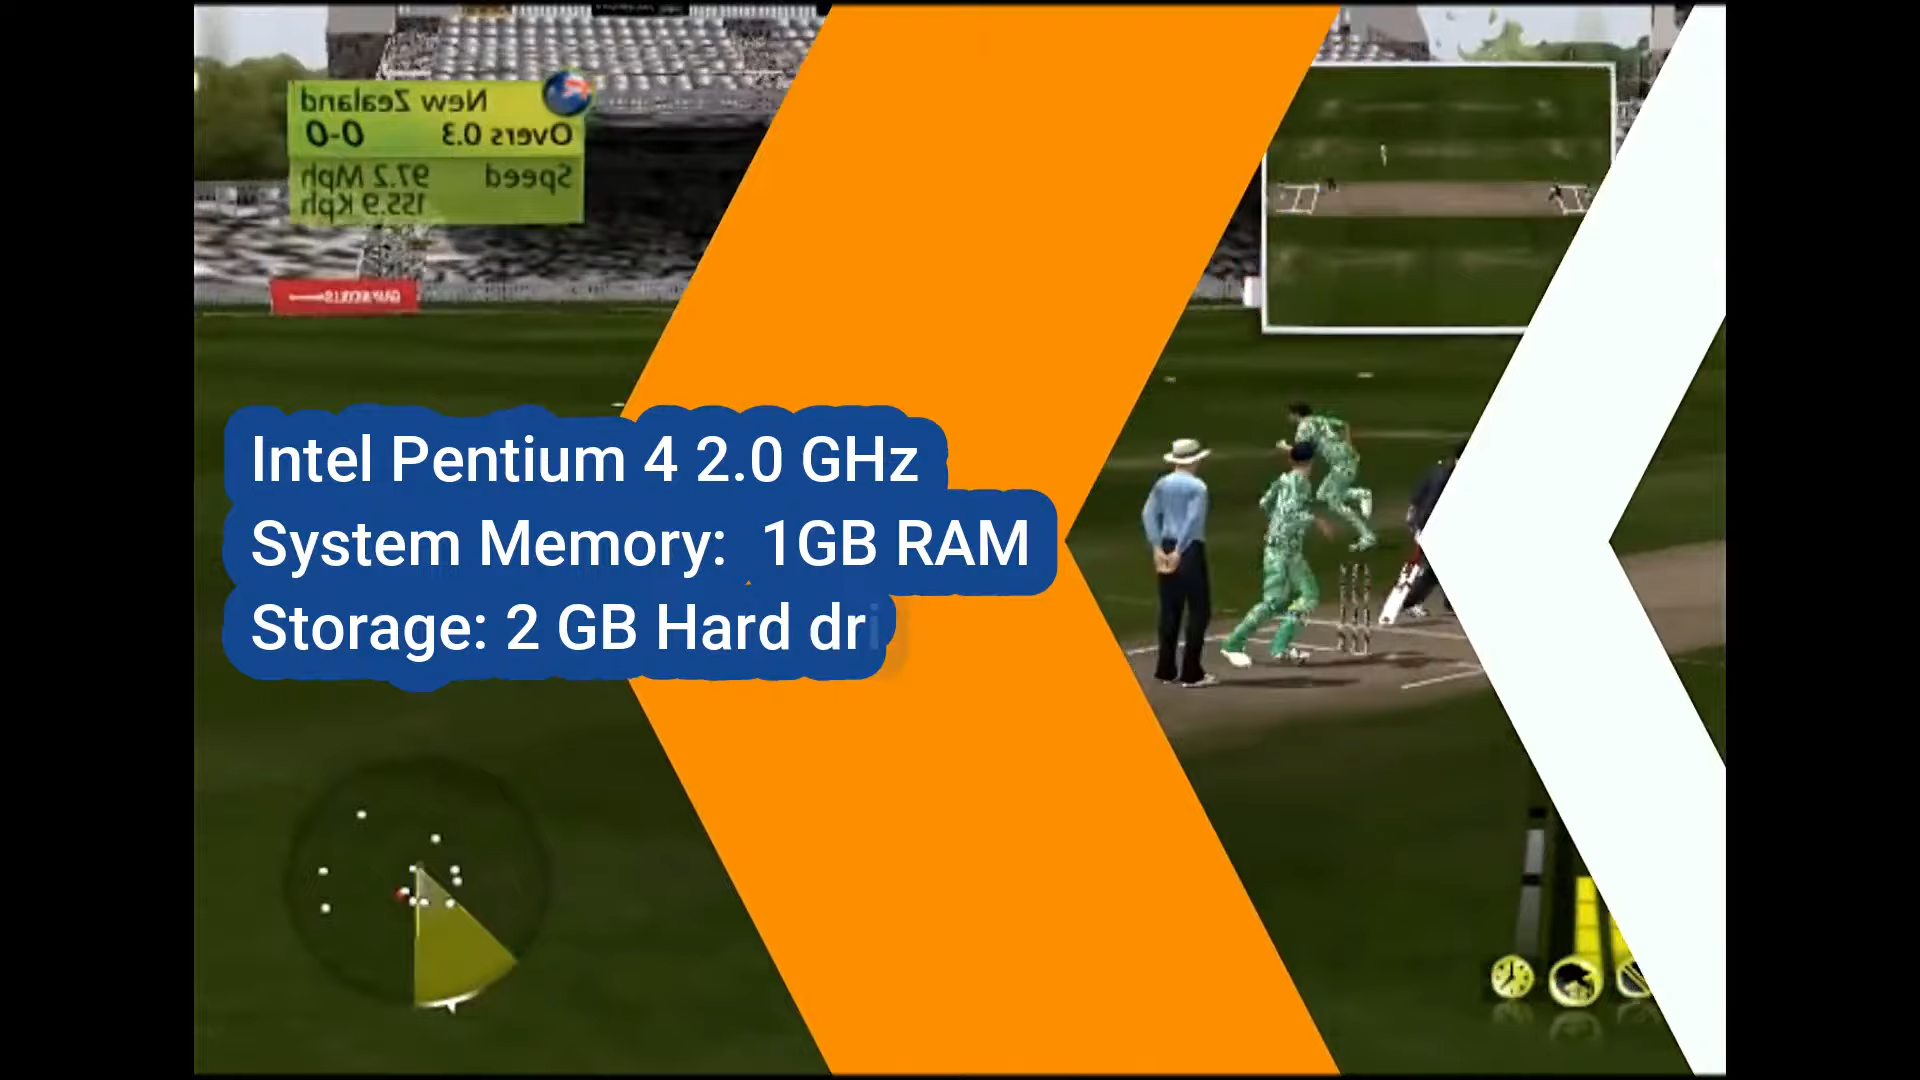 New Zealand
Overs 0.3 0-0
Speed 97.2 Mph
155.9 Kph
Intel Pentium 4 2.0 GHz
System Memory: 1GB RAM
Storage: 2 GB Hard dri